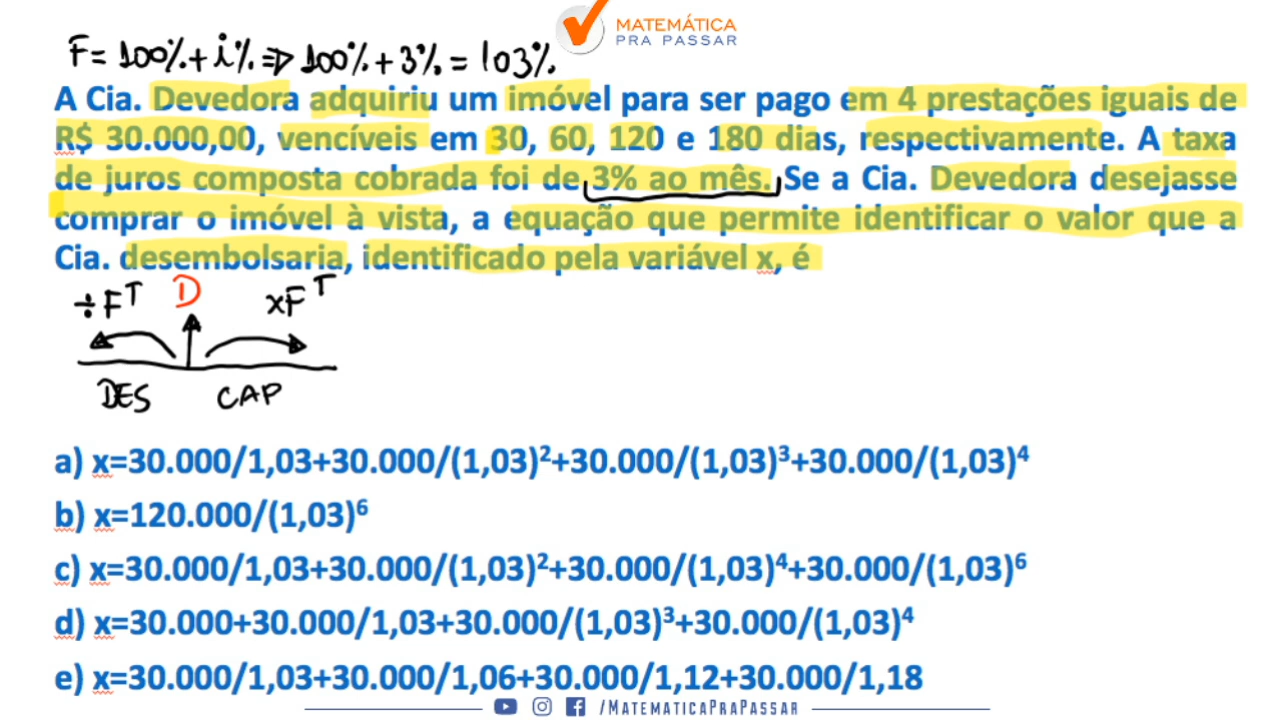 MATEMÁTICA
PRA PASSAR
F = 100% + i% ⇒ 100% + 3% = 103%
A Cia. Devedora adquiriu um imóvel para ser pago em 4 prestações iguais de
R$ 30.000,00, vencíveis em 30, 60, 120 e 180 dias, respectivamente. A taxa
de juros composta cobrada foi de 3% ao mês. Se a Cia. Devedora desejasse
comprar o imóvel à vista, a equação que permite identificar o valor que a
Cia. desembolsaria, identificado pela variável x, é
÷Fᵀ D xFᵀ
DES CAP
a) x=30.000/1,03+30.000/(1,03)²+30.000/(1,03)³+30.000/(1,03)⁴
b) x=120.000/(1,03)⁶
c) x=30.000/1,03+30.000/(1,03)²+30.000/(1,03)⁴+30.000/(1,03)⁶
d) x=30.000+30.000/1,03+30.000/(1,03)³+30.000/(1,03)⁴
e) x=30.000/1,03+30.000/1,06+30.000/1,12+30.000/1,18
/MatematicaPraPassar